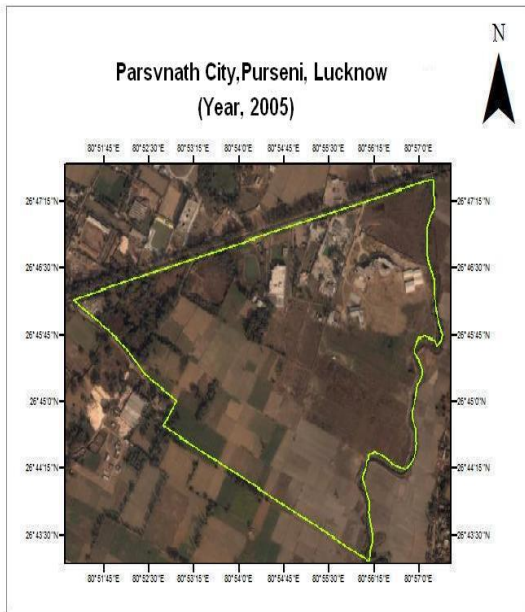 N
Parsvnath City,Purseni, Lucknow
(Year, 2005)
80°51'45"E 80°52'30"E 80°53'15"E 80°54'0"E 80°54'45"E 80°55'30"E 80°56'15"E 80°57'0"E
26°47'15"N 26°47'15"N
26°46'30"N 26°46'30"N
26°45'45"N 26°45'45"N
26°45'0"N 26°45'0"N
26°44'15"N 26°44'15"N
26°43'30"N 26°43'30"N
80°51'45"E 80°52'30"E 80°53'15"E 80°54'0"E 80°54'45"E 80°55'30"E 80°56'15"E 80°57'0"E